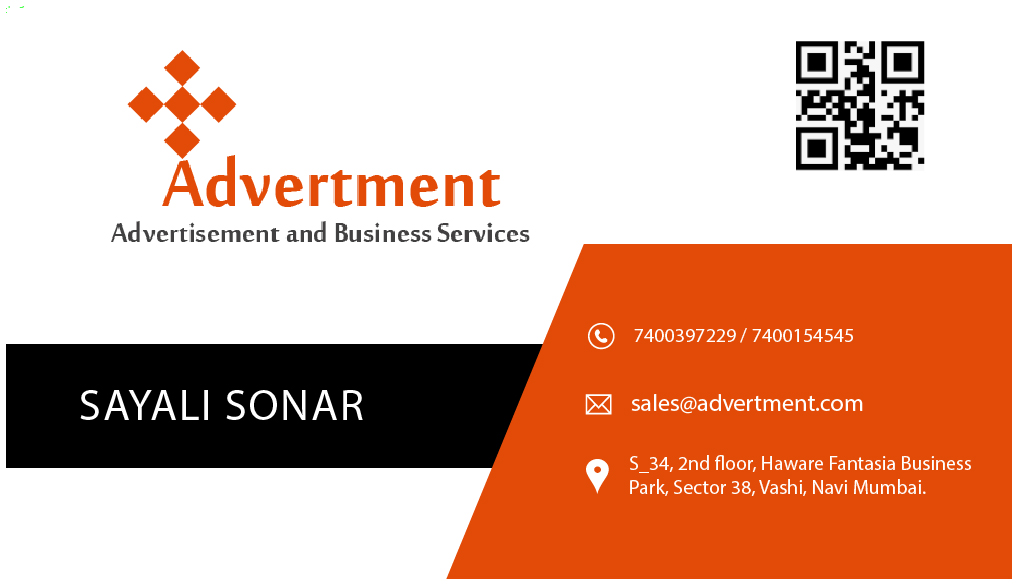 Advertment
Advertisement and Business Services
SAYALI SONAR
7400397229 / 7400154545
sales@advertment.com
S_34, 2nd floor, Haware Fantasia Business
Park, Sector 38, Vashi, Navi Mumbai.